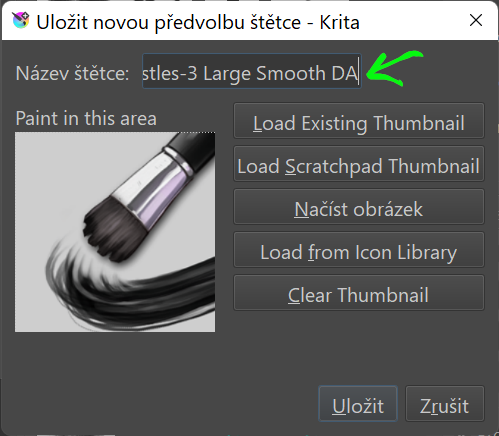 Uložit novou předvolbu štětce - Krita
Název štětce: stles-3 Large Smooth DA
Paint in this area
Load Existing Thumbnail
Load Scratchpad Thumbnail
Načíst obrázek
Load from Icon Library
Clear Thumbnail
Uložit
Zrušit